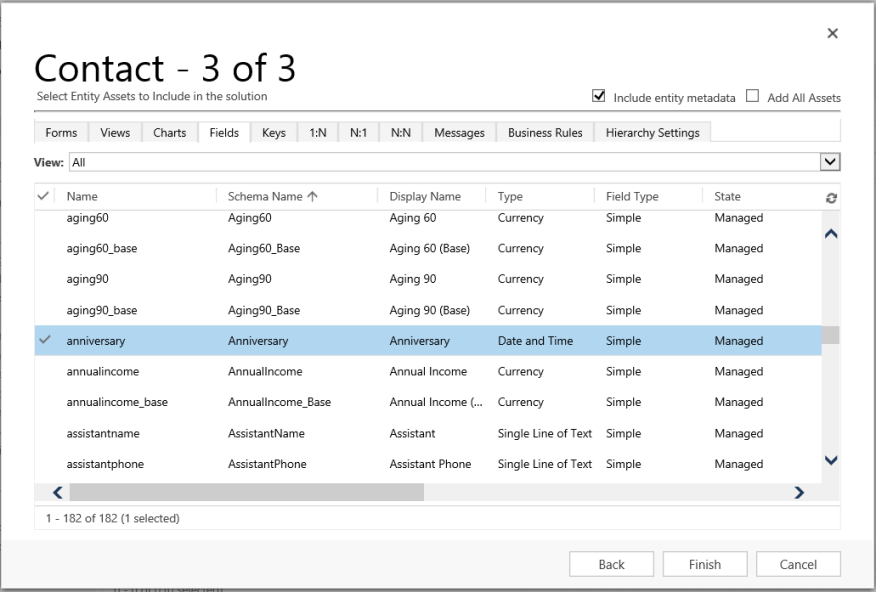 Contact - 3 of 3
Select Entity Assets to Include in the solution
Include entity metadata Add All Assets
Forms Views Charts Fields Keys 1:N N:1 N:N Messages Business Rules Hierarchy Settings
View: All
Name Schema Name Display Name Type Field Type State
aging60 Aging60 Aging 60 Currency Simple Managed
aging60_base Aging60_Base Aging 60 (Base) Currency Simple Managed
aging90 Aging90 Aging 90 Currency Simple Managed
aging90_base Aging90_Base Aging 90 (Base) Currency Simple Managed
anniversary Anniversary Anniversary Date and Time Simple Managed
annualincome AnnualIncome Annual Income Currency Simple Managed
annualincome_base AnnualIncome_Base Annual Income (... Currency Simple Managed
assistantname AssistantName Assistant Single Line of Text Simple Managed
assistantphone AssistantPhone Assistant Phone Single Line of Text Simple Managed
1 - 182 of 182 (1 selected)
Back Finish Cancel